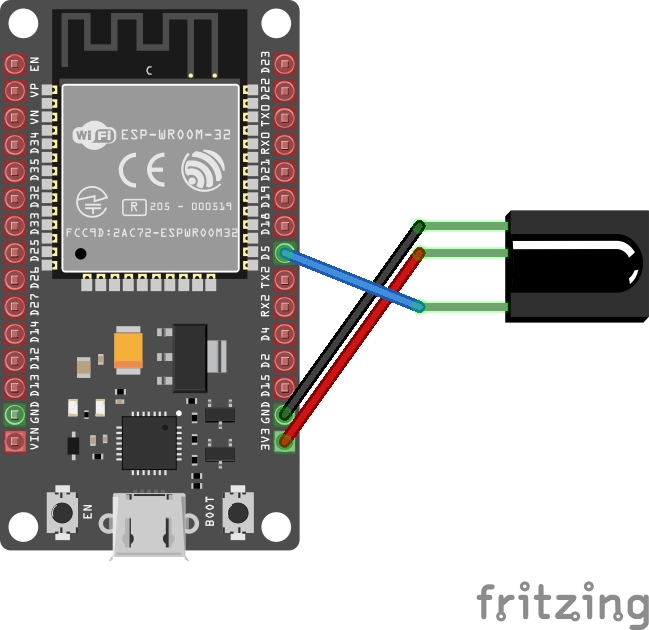 C
EN
VP
VN
D34
D35
D32
D33
D25
D26
D27
D14
D12
D13
GND
VIN
D23
D22
TX0
RX0
D21
D19
D18
D5
TX2
RX2
D4
D2
D15
GND
3V3
WiFi ESP-WROOM-32
CE
R 205 - 000519
FCC9D:2AC72-ESPWROOM32
EN
BOOT
fritzing